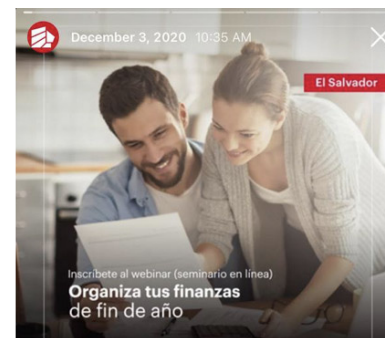 December 3, 2020 10:35 AM
El Salvador
Inscríbete al webinar (seminario en línea)
Organiza tus finanzas
de fin de año